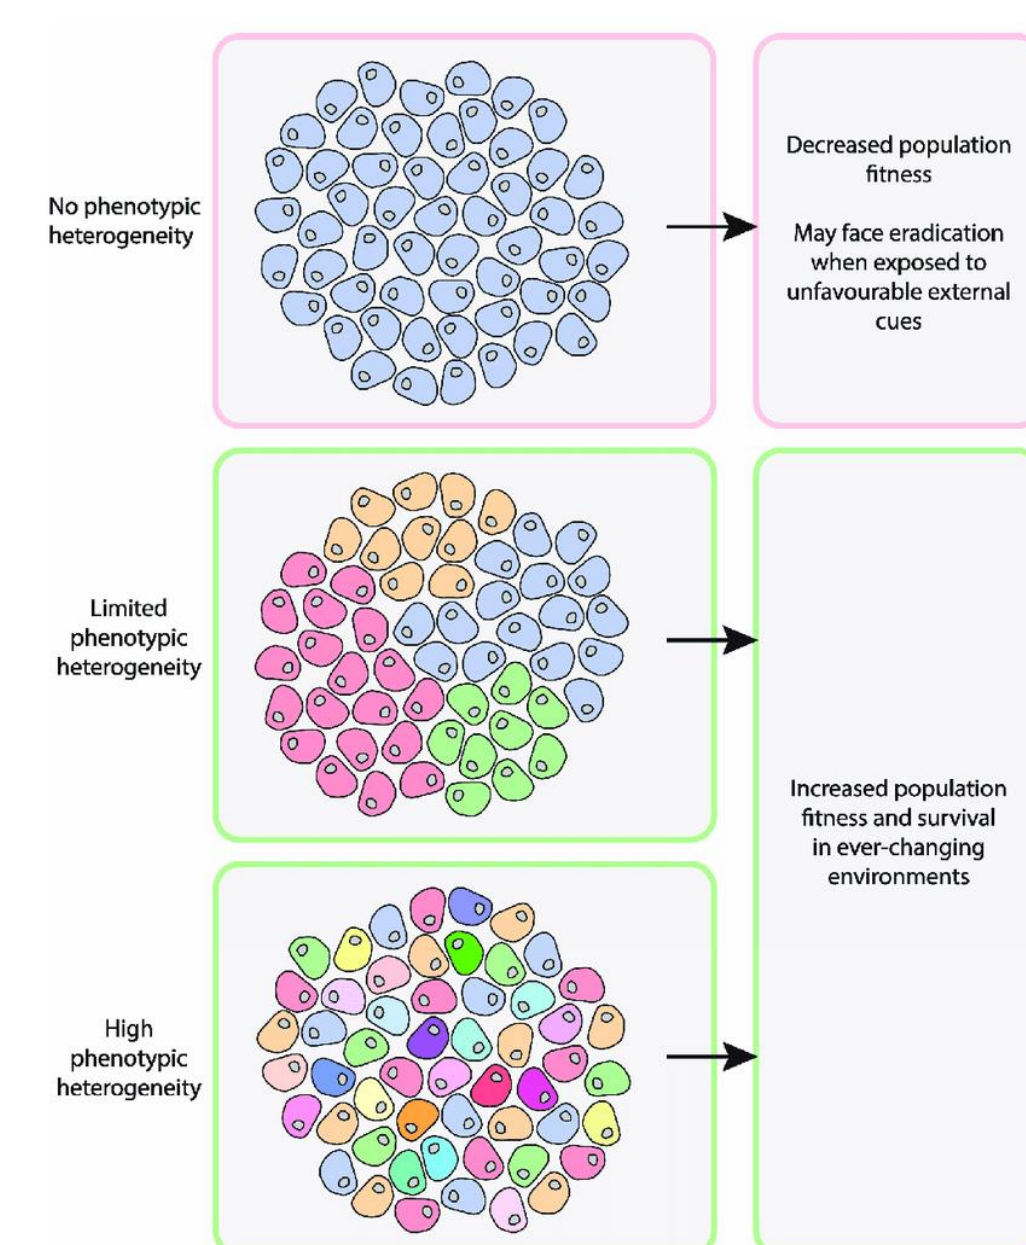 No phenotypic
heterogeneity
Decreased population
fitness
May face eradication
when exposed to
unfavourable external
cues
Limited
phenotypic
heterogeneity
Increased population
fitness and survival
in ever-changing
environments
High
phenotypic
heterogeneity